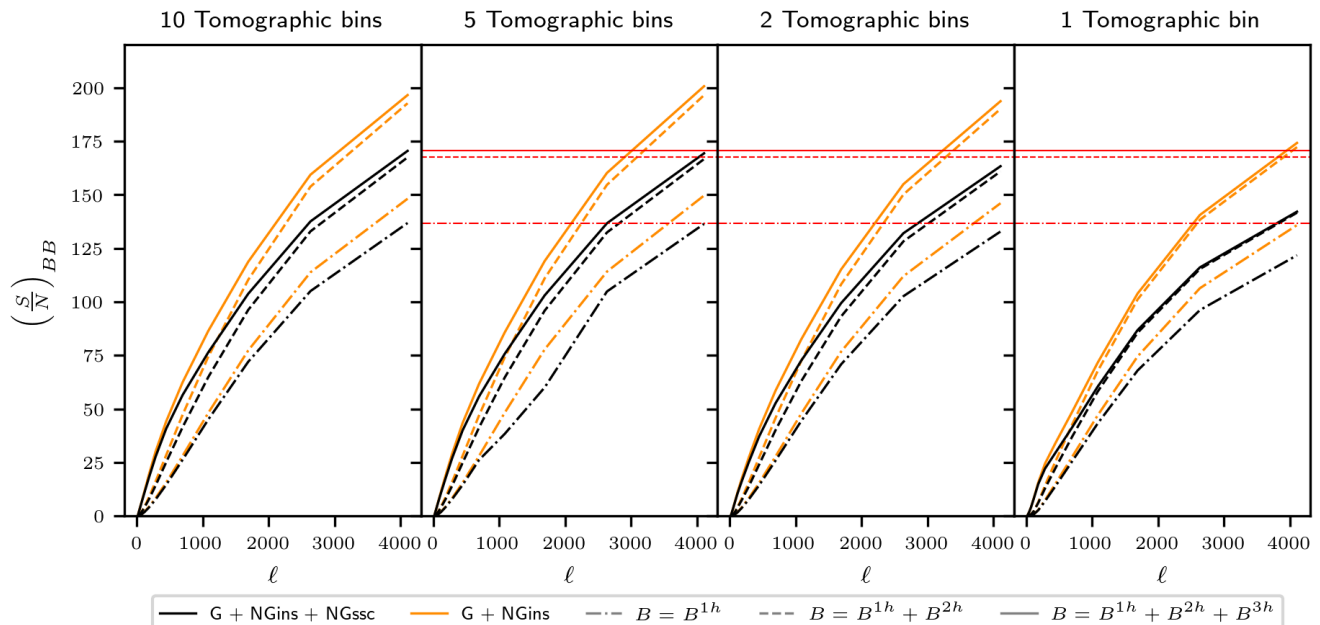 10 Tomographic bins 5 Tomographic bins 2 Tomographic bins 1 Tomographic bin
200
175
150
125
100
75
50
25
0
(S/N)BB
0 1000 2000 3000 4000 0 1000 2000 3000 4000 0 1000 2000 3000 4000 0 1000 2000 3000 4000
ℓ ℓ ℓ ℓ
G + NGins + NGssc G + NGins B = B^{1h} B = B^{1h} + B^{2h} B = B^{1h} + B^{2h} + B^{3h}